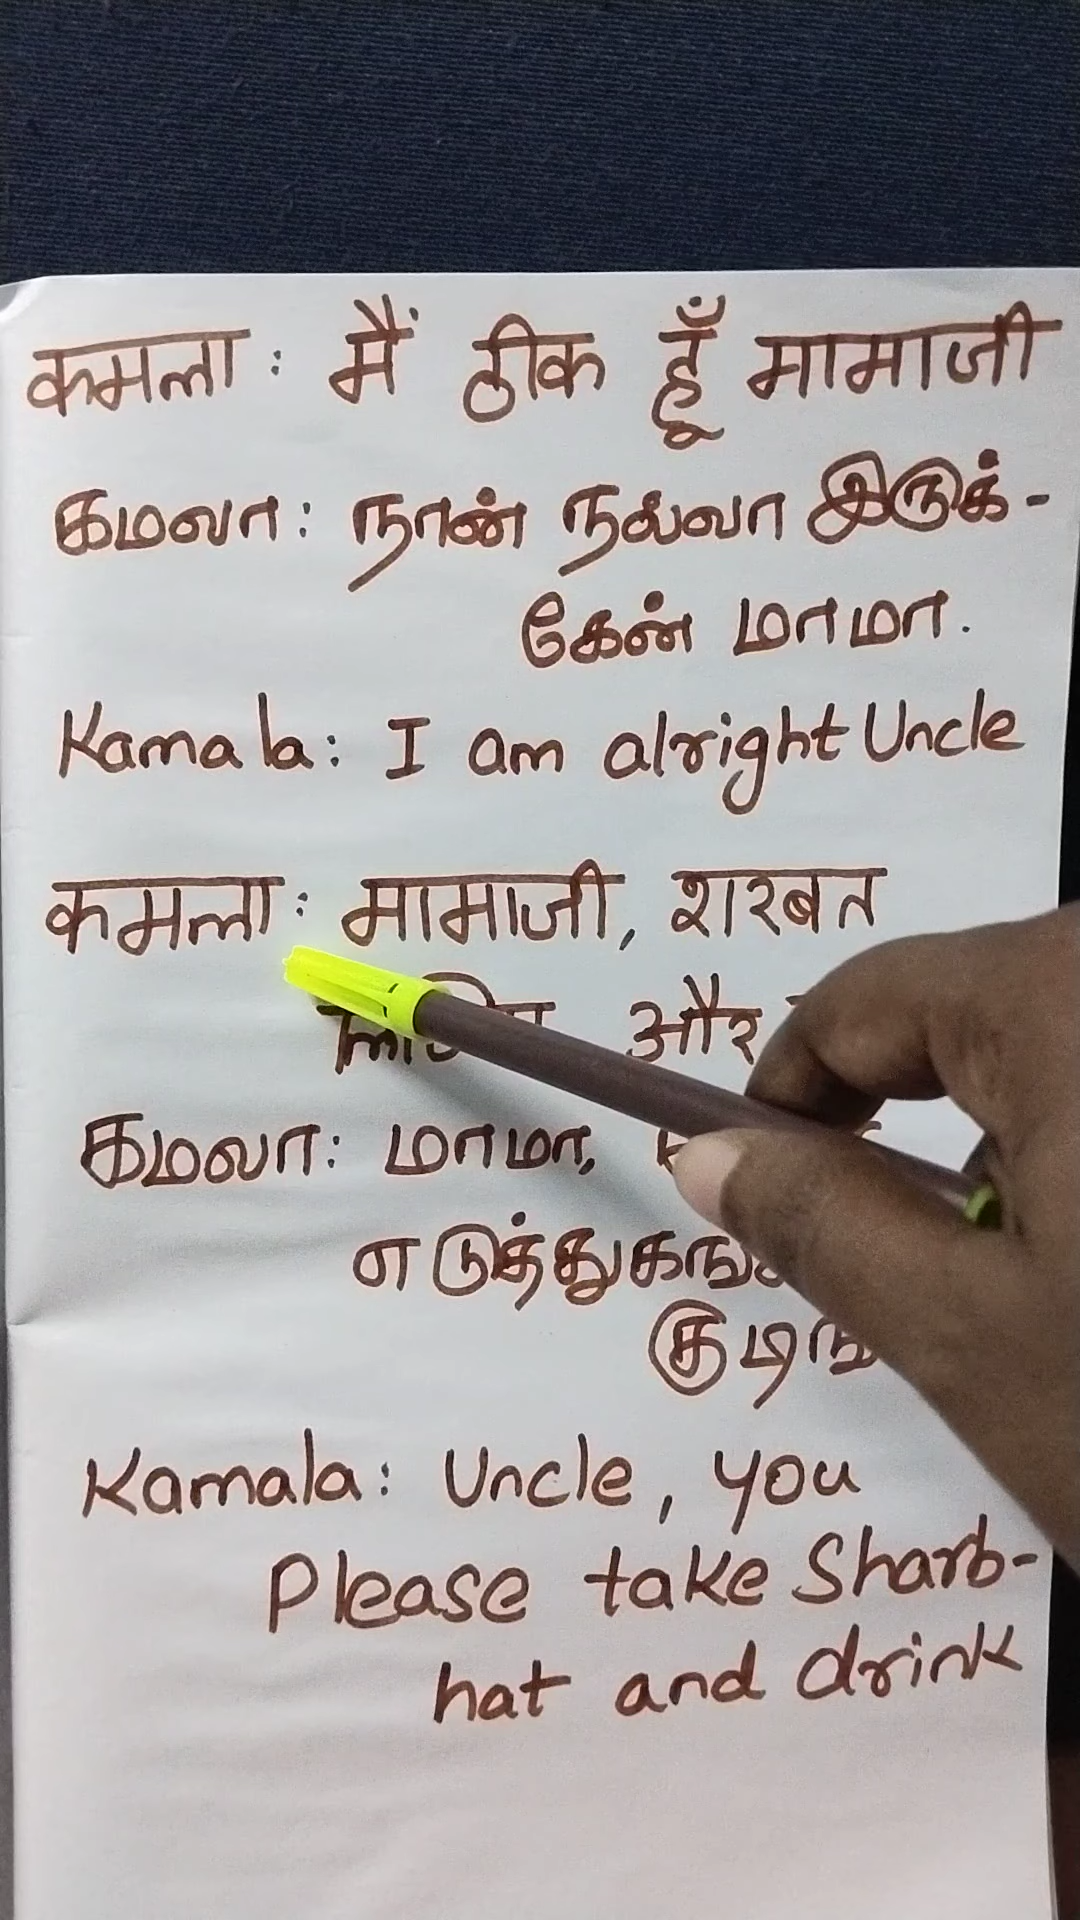 कमला : मैं ठीक हूँ मामाजी
கமலா : நான் நல்லா இருக் -
கேன் மாமா .
Kamala : I am alright Uncle
कमला : मामाजी, शरबत
और
கமலா : மாமா,
Kamala : Uncle, you
Please take Sharb-
hat and drink